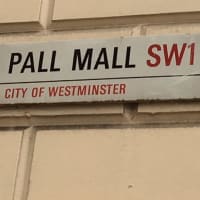 PALL MALL SW1
CITY OF WESTMINSTER